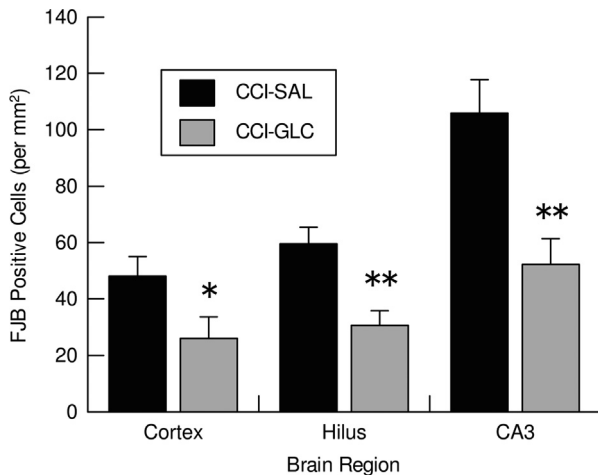 140
120
100
80
60
40
20
0
FJB Positive Cells (per mm²)
CCI-SAL
CCI-GLC
*
**
**
Cortex Hilus CA3
Brain Region